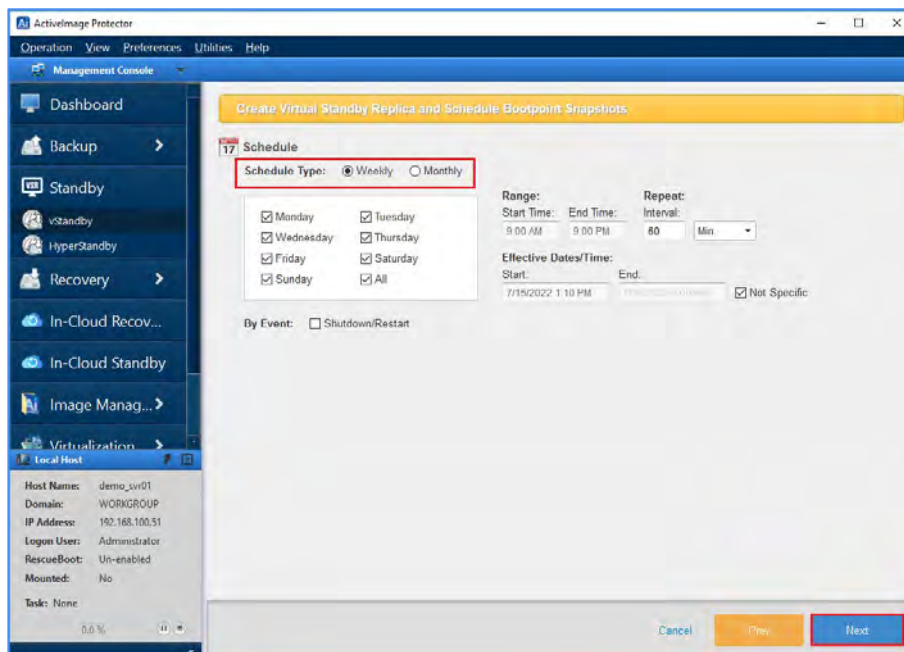 Ai ActiveImage Protector
Operation View Preferences Utilities Help
Management Console
Dashboard
Backup
Standby
vStandby
HyperStandby
Recovery
In-Cloud Recov...
In-Cloud Standby
Image Manag...
Virtualization
Local Host
Host Name: demo_svr01
Domain: WORKGROUP
IP Address: 192.168.100.51
Logon User: Administrator
RescueBoot: Un-enabled
Mounted: No
Task: None
0.0 %
Create Virtual Standby Replica and Schedule Bootpoint Snapshots
17 Schedule
Schedule Type: Weekly Monthly
Monday Tuesday
Wednesday Thursday
Friday Saturday
Sunday All
By Event: Shutdown/Restart
Range: Repeat:
Start Time: End Time: Interval:
9:00 AM 9:00 PM 60 Min.
Effective Dates/Time:
Start: End:
7/15/2022 1:10 PM Not Specific
Cancel Prev Next